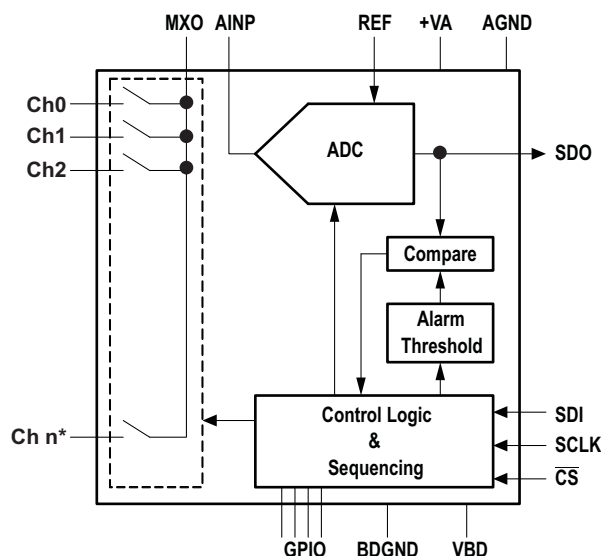 MXO AINP REF +VA AGND
Ch0
Ch1
Ch2
ADC
SDO
Compare
Alarm
Threshold
Control Logic
&
Sequencing
SDI
SCLK
CS
Ch n*
GPIO BDGND VBD